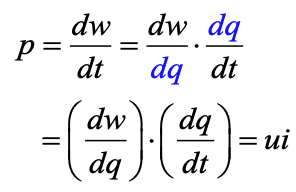 p = dw/dt = dw/dq · dq/dt
= (dw/dq) · (dq/dt) = ui